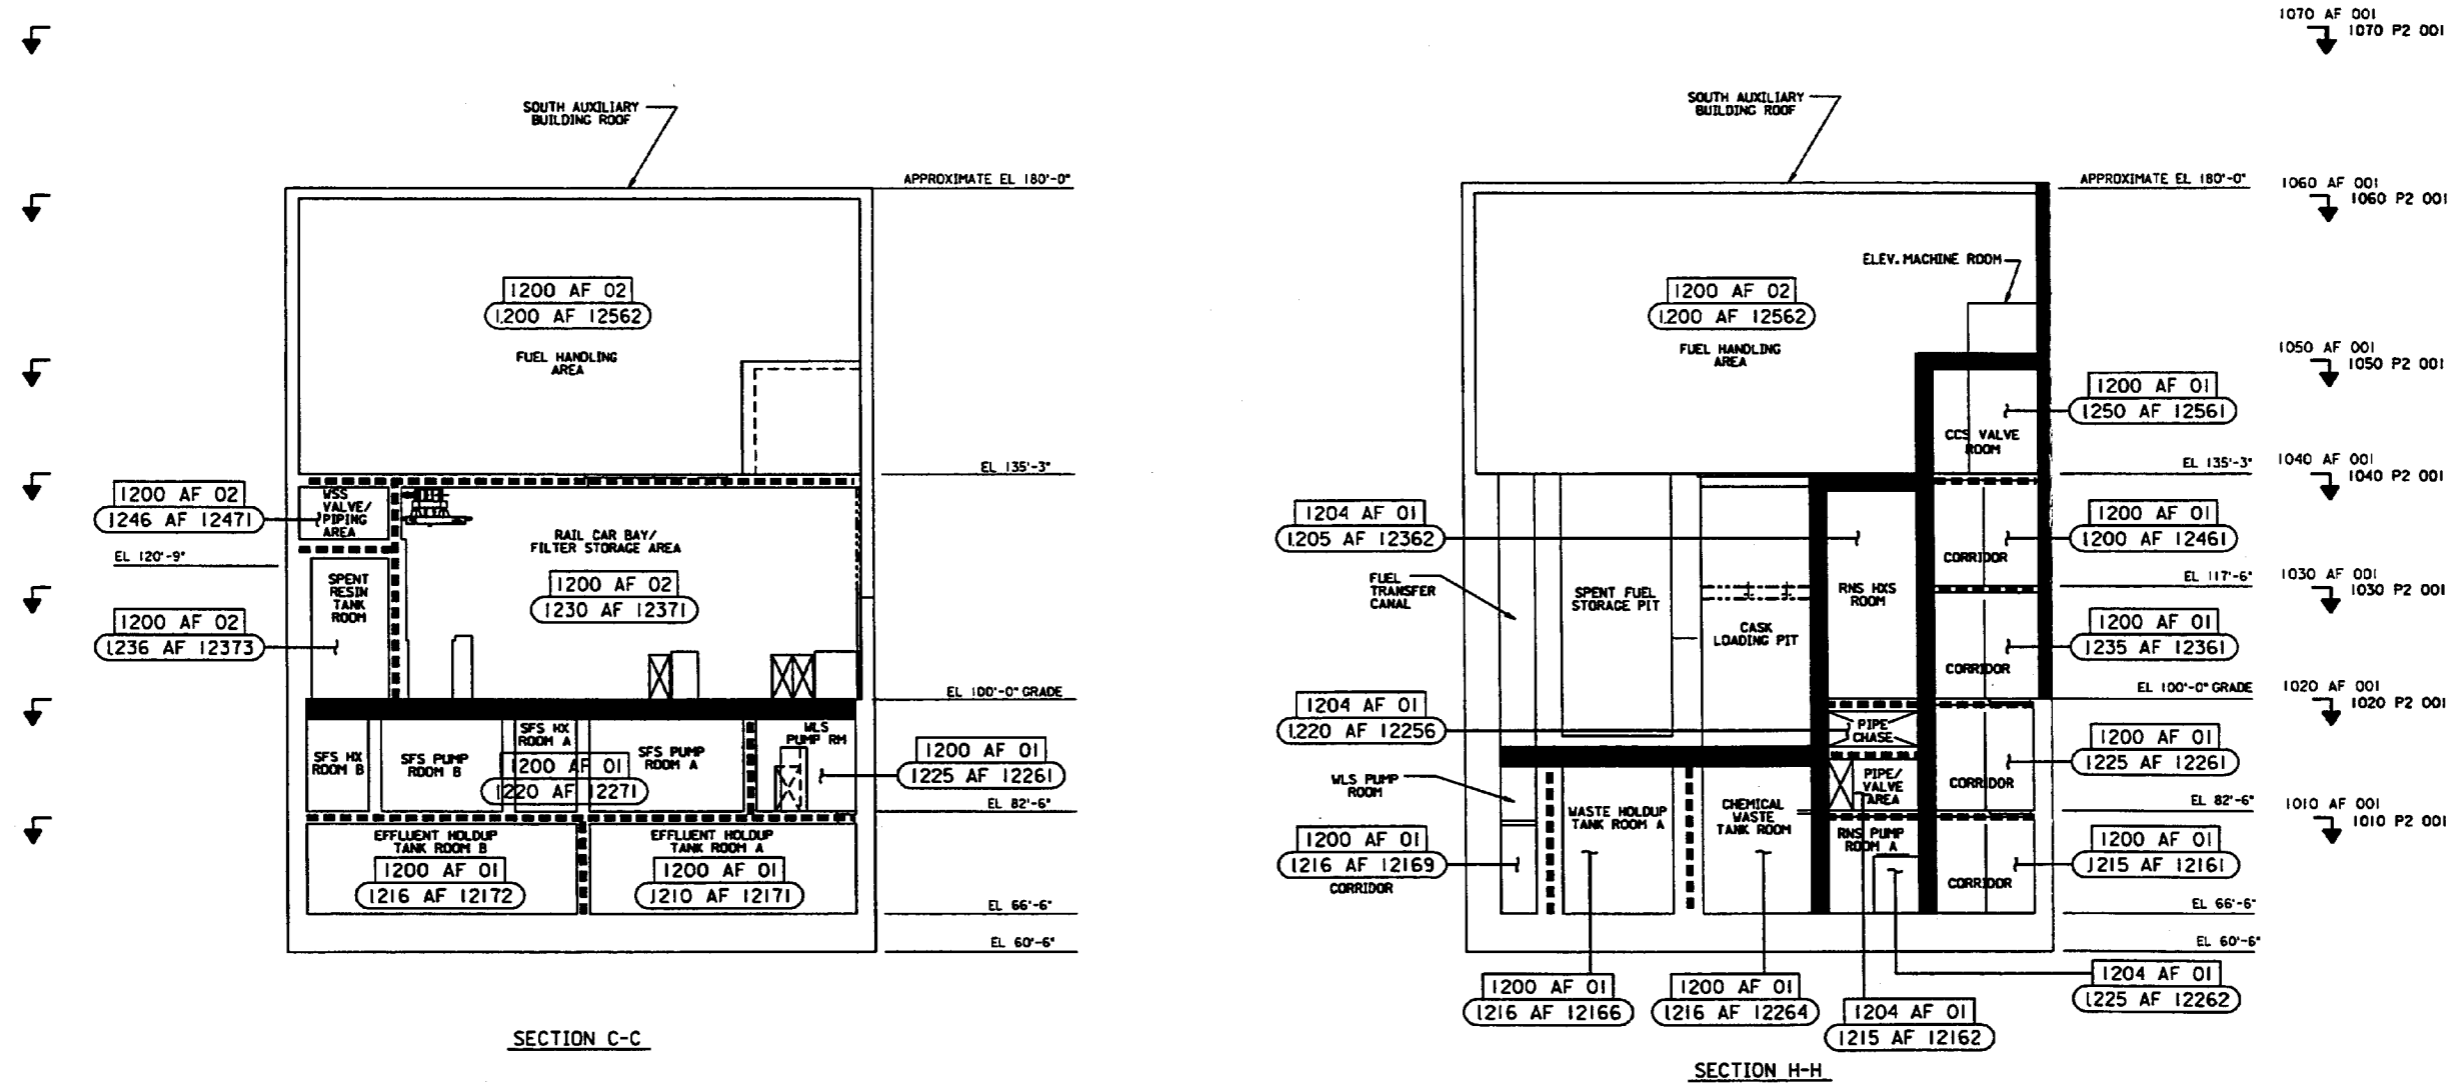 SOUTH AUXILIARY
BUILDING ROOF
APPROXIMATE EL 180'-0"
1200 AF 02
1200 AF 12562
FUEL HANDLING
AREA
EL 135'-3"
1200 AF 02
1246 AF 12471
WSS
VALVE/
PIPING
AREA
EL 120'-9"
RAIL CAR BAY/
FILTER STORAGE AREA
1200 AF 02
1230 AF 12371
SPENT
RESIN
TANK
ROOM
1200 AF 02
1236 AF 12373
EL 100'-0" GRADE
SFS HX
ROOM B
SFS PUMP
ROOM B
SFS HX
ROOM A
1200 AF 01
1220 AF 12271
SFS PUMP
ROOM A
WLS
PUMP RM
1200 AF 01
1225 AF 12261
EL 82'-6"
EFFLUENT HOLDUP
TANK ROOM B
1200 AF 01
1216 AF 12172
EFFLUENT HOLDUP
TANK ROOM A
1200 AF 01
1210 AF 12171
EL 66'-6"
EL 60'-6"
SECTION C-C
SOUTH AUXILIARY
BUILDING ROOF
APPROXIMATE EL 180'-0"
ELEV. MACHINE ROOM
1200 AF 02
1200 AF 12562
FUEL HANDLING
AREA
1200 AF 01
1250 AF 12561
CCS VALVE
ROOM
EL 135'-3"
1204 AF 01
1205 AF 12362
1200 AF 01
1200 AF 12461
CORRIDOR
EL 117'-6"
FUEL
TRANSFER
CANAL
SPENT FUEL
STORAGE PIT
CASK
LOADING PIT
RNS HXS
ROOM
1200 AF 01
1235 AF 12361
CORRIDOR
EL 100'-0" GRADE
1204 AF 01
1220 AF 12256
PIPE
CHASE
1200 AF 01
1225 AF 12261
CORRIDOR
EL 82'-6"
WLS PUMP
ROOM
WASTE HOLDUP
TANK ROOM A
CHEMICAL
WASTE
TANK ROOM
PIPE/
VALVE
AREA
RNS PUMP
ROOM A
1200 AF 01
1216 AF 12169
CORRIDOR
1200 AF 01
1215 AF 12161
CORRIDOR
EL 66'-6"
EL 60'-6"
1200 AF 01
1216 AF 12166
1200 AF 01
1216 AF 12264
1204 AF 01
1215 AF 12162
1204 AF 01
1225 AF 12262
SECTION H-H
1070 AF 001
1070 P2 001
1060 AF 001
1060 P2 001
1050 AF 001
1050 P2 001
1040 AF 001
1040 P2 001
1030 AF 001
1030 P2 001
1020 AF 001
1020 P2 001
1010 AF 001
1010 P2 001